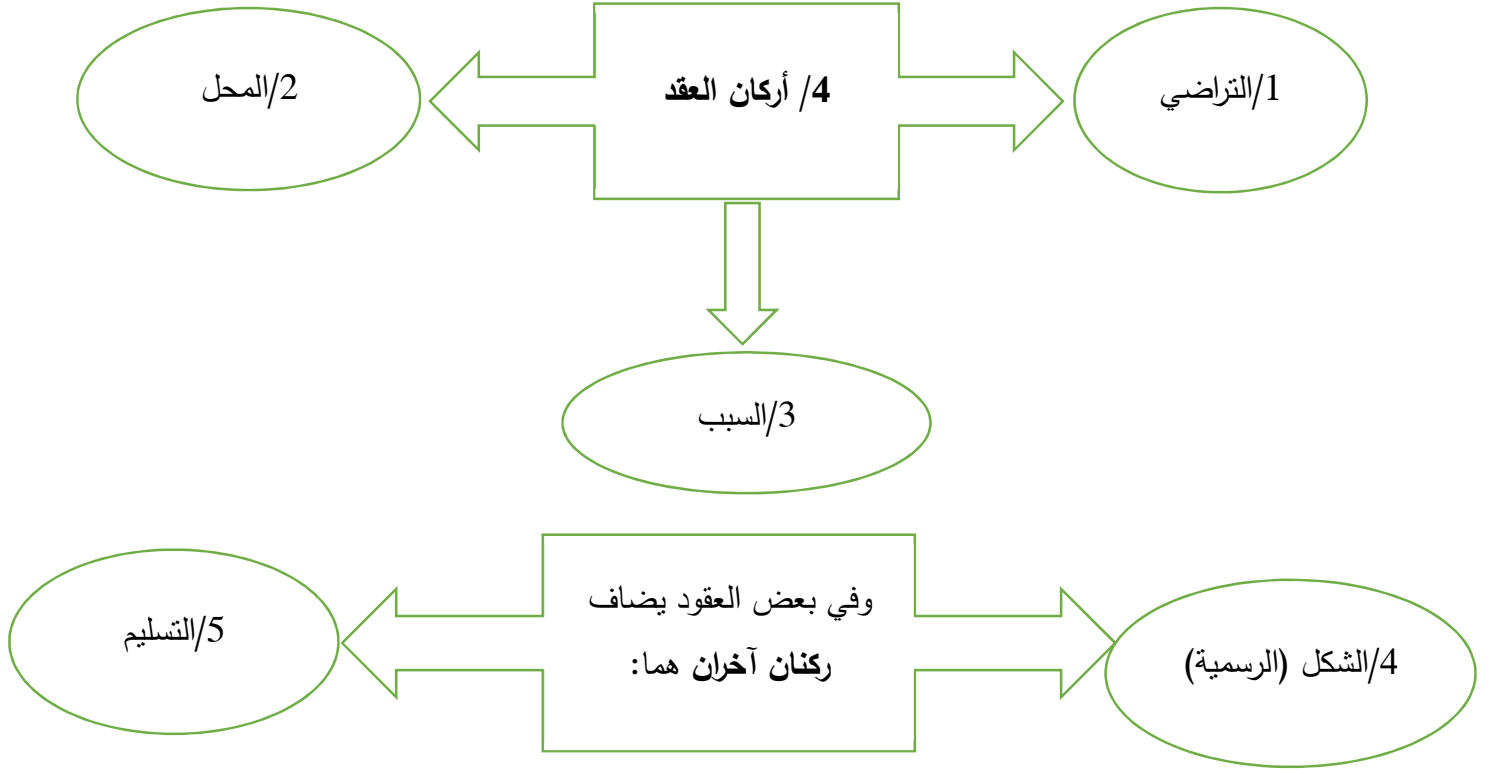 4/ أركان العقد
1/التراضي
2/المحل
3/السبب
وفي بعض العقود يضاف
ركنان آخران هما:
4/الشكل (الرسمية)
5/التسليم